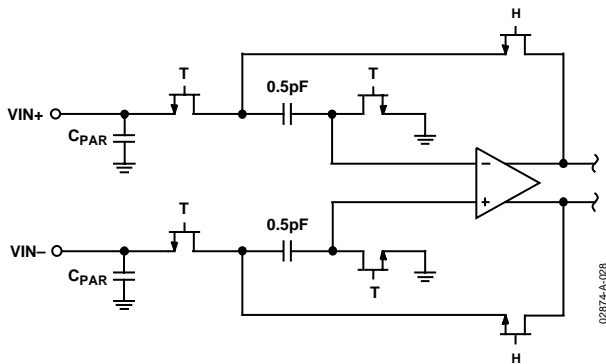 H
T
0.5pF
T
VIN+
CPAR
−
+
T
0.5pF
VIN–
CPAR
T
H
02874-A-028